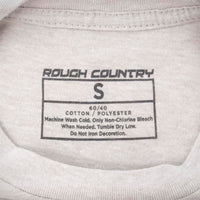 ROUGH COUNTRY
S
60/40
COTTON / POLYESTER
Machine Wash Cold. Only Non-Chlorine Bleach
When Needed. Tumble Dry Low.
Do Not Iron Decoration.